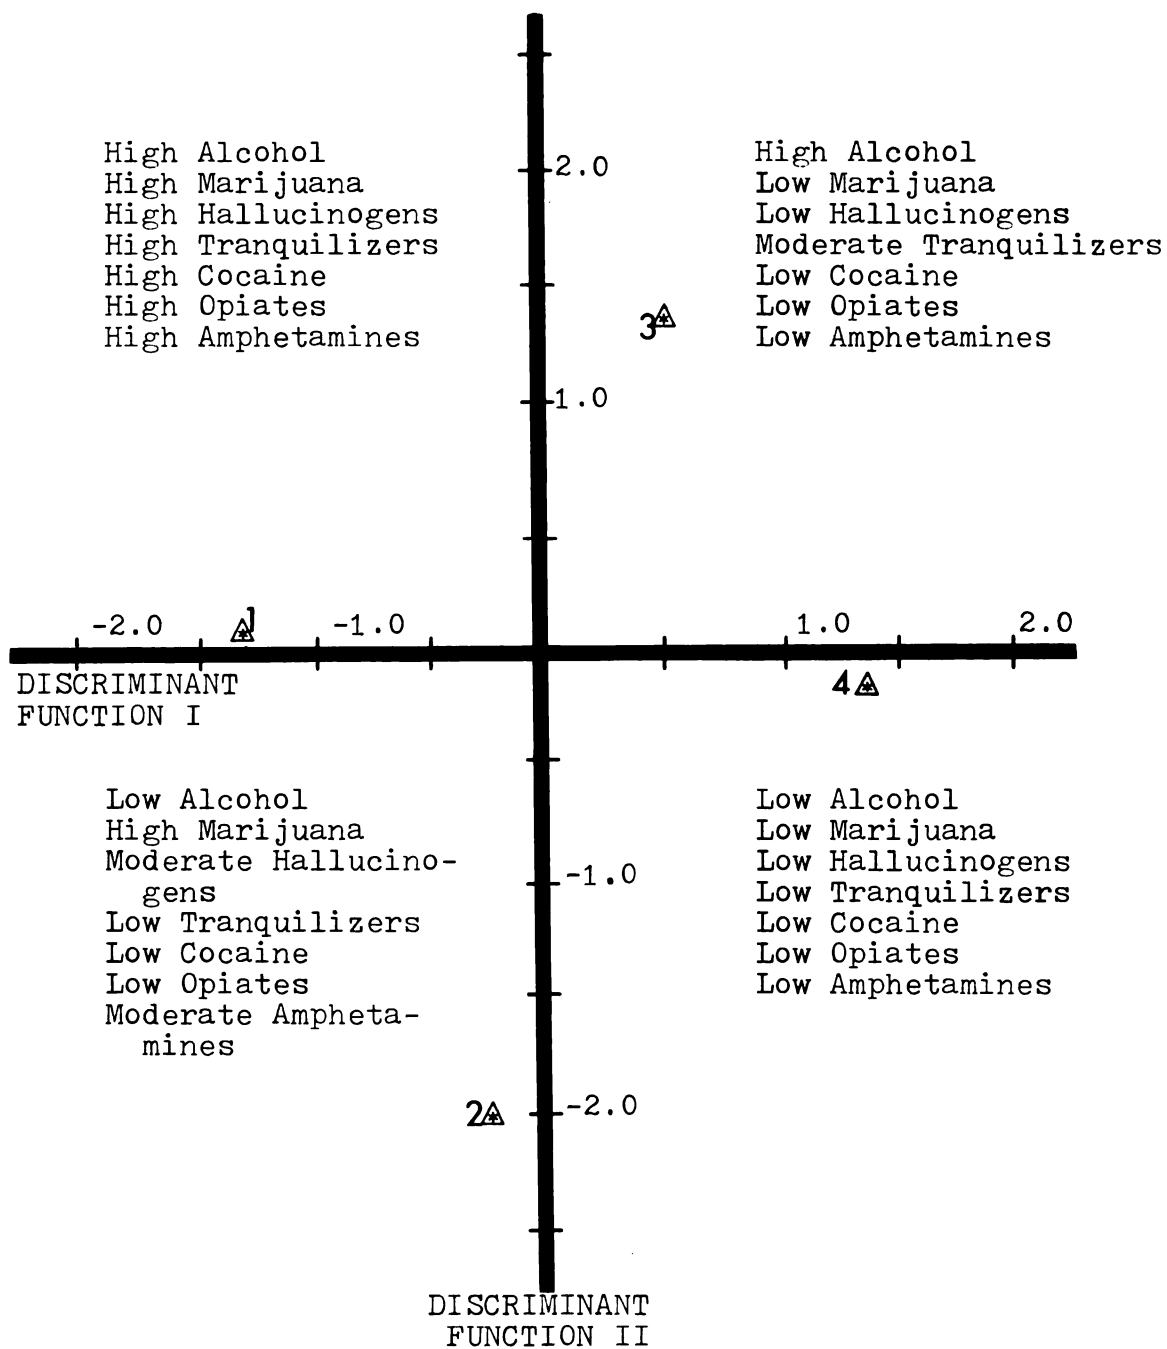 High Alcohol
High Marijuana
High Hallucinogens
High Tranquilizers
High Cocaine
High Opiates
High Amphetamines
2.0
High Alcohol
Low Marijuana
Low Hallucinogens
Moderate Tranquilizers
Low Cocaine
Low Opiates
Low Amphetamines
3
1.0
-2.0
1
-1.0
1.0
2.0
DISCRIMINANT
FUNCTION I
4
Low Alcohol
High Marijuana
Moderate Hallucino-
gens
Low Tranquilizers
Low Cocaine
Low Opiates
Moderate Ampheta-
mines
-1.0
Low Alcohol
Low Marijuana
Low Hallucinogens
Low Tranquilizers
Low Cocaine
Low Opiates
Low Amphetamines
2
-2.0
DISCRIMINANT
FUNCTION II